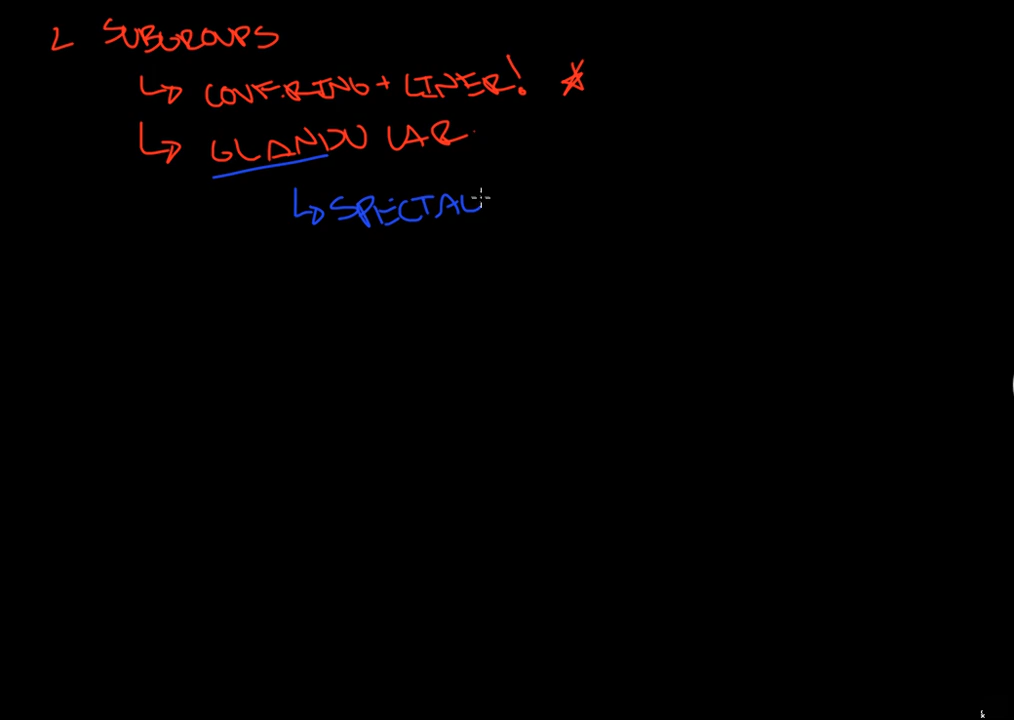 2 SUBGROUPS
↳ COVERING + LINER! *
↳ GLANDULAR
↳ SPECTAL